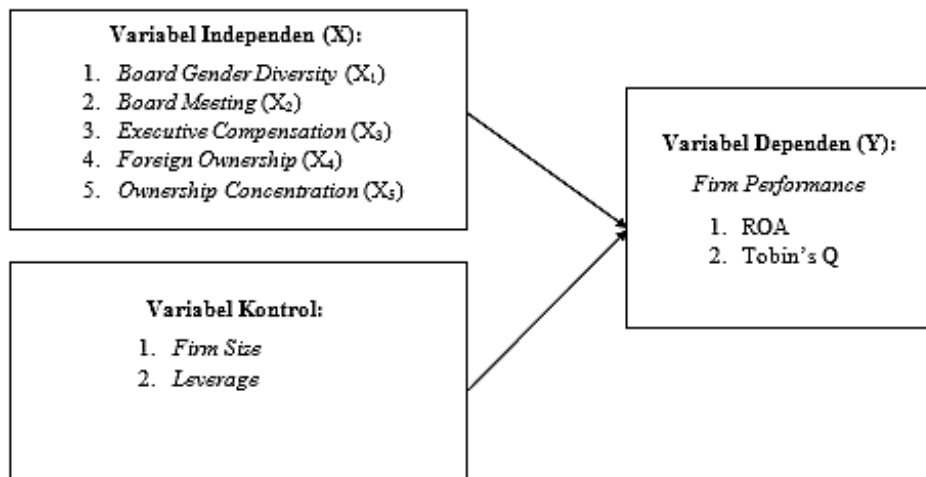 Variabel Independen (X):
1. Board Gender Diversity (X₁)
2. Board Meeting (X₂)
3. Executive Compensation (X₃)
4. Foreign Ownership (X₄)
5. Ownership Concentration (X₅)
Variabel Kontrol:
1. Firm Size
2. Leverage
Variabel Dependen (Y):
Firm Performance
1. ROA
2. Tobin's Q